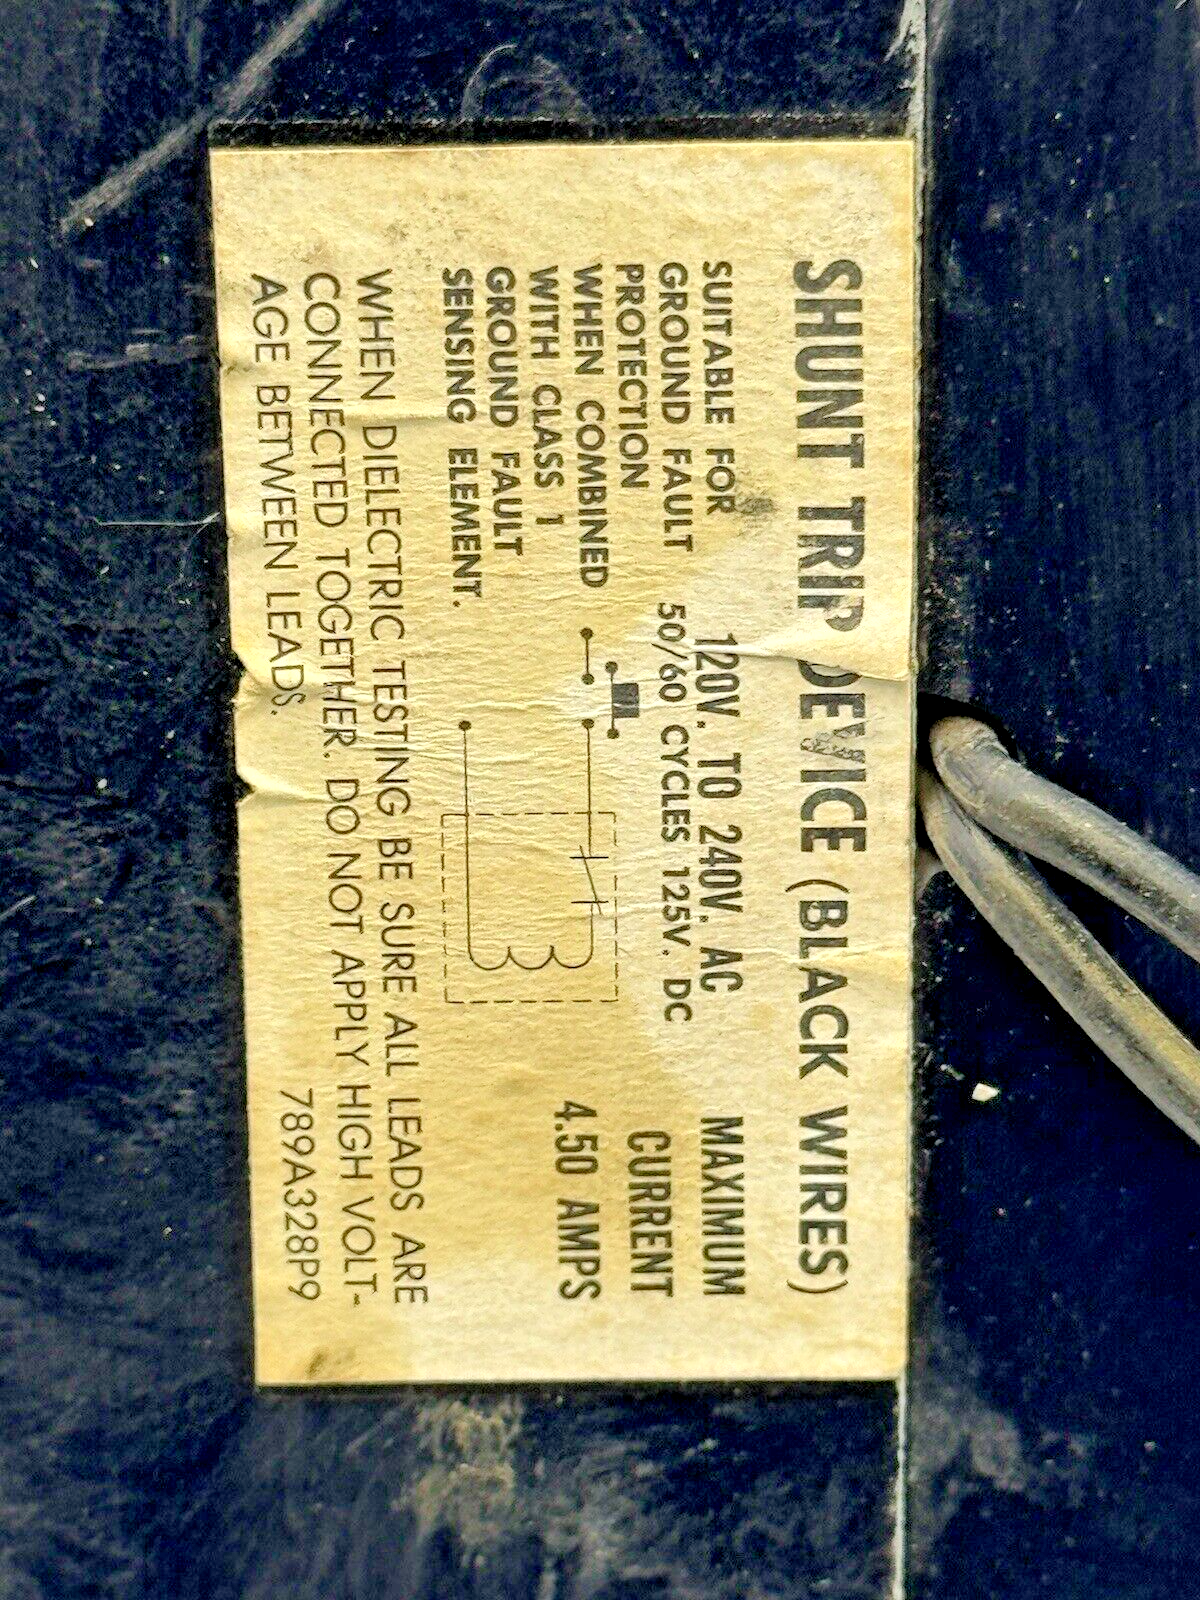 SHUNT TRIP DEVICE (BLACK WIRES)
SUITABLE FOR
GROUND FAULT
PROTECTION
WHEN COMBINED
WITH CLASS 1
GROUND FAULT
SENSING ELEMENT.
120V. TO 240V. AC
50/60 CYCLES 125V. DC
MAXIMUM
CURRENT
4.50 AMPS
WHEN DIELECTRIC TESTING BE SURE ALL LEADS ARE
CONNECTED TOGETHER. DO NOT APPLY HIGH VOLT-
AGE BETWEEN LEADS.
789A328P9